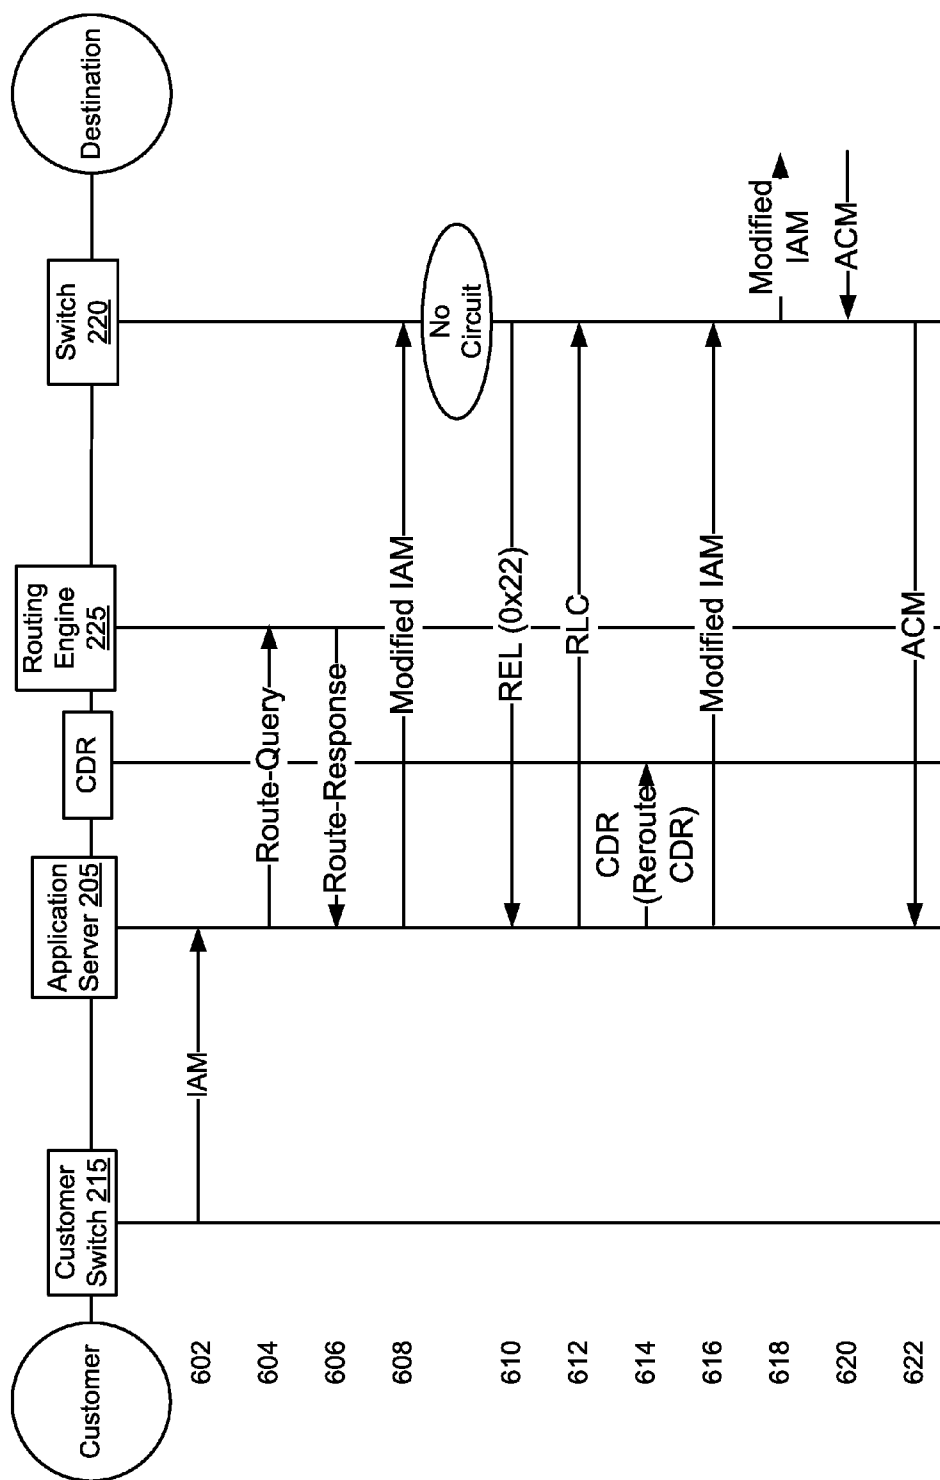 Customer
Customer
Switch 215
Application
Server 205
CDR
Routing
Engine
225
Switch
220
Destination
602
IAM
604
Route-Query
606
Route-Response
608
Modified IAM
No
Circuit
610
REL (0x22)
612
RLC
614
CDR
(Reroute
CDR)
616
Modified IAM
618
Modified
IAM
620
ACM
622
ACM